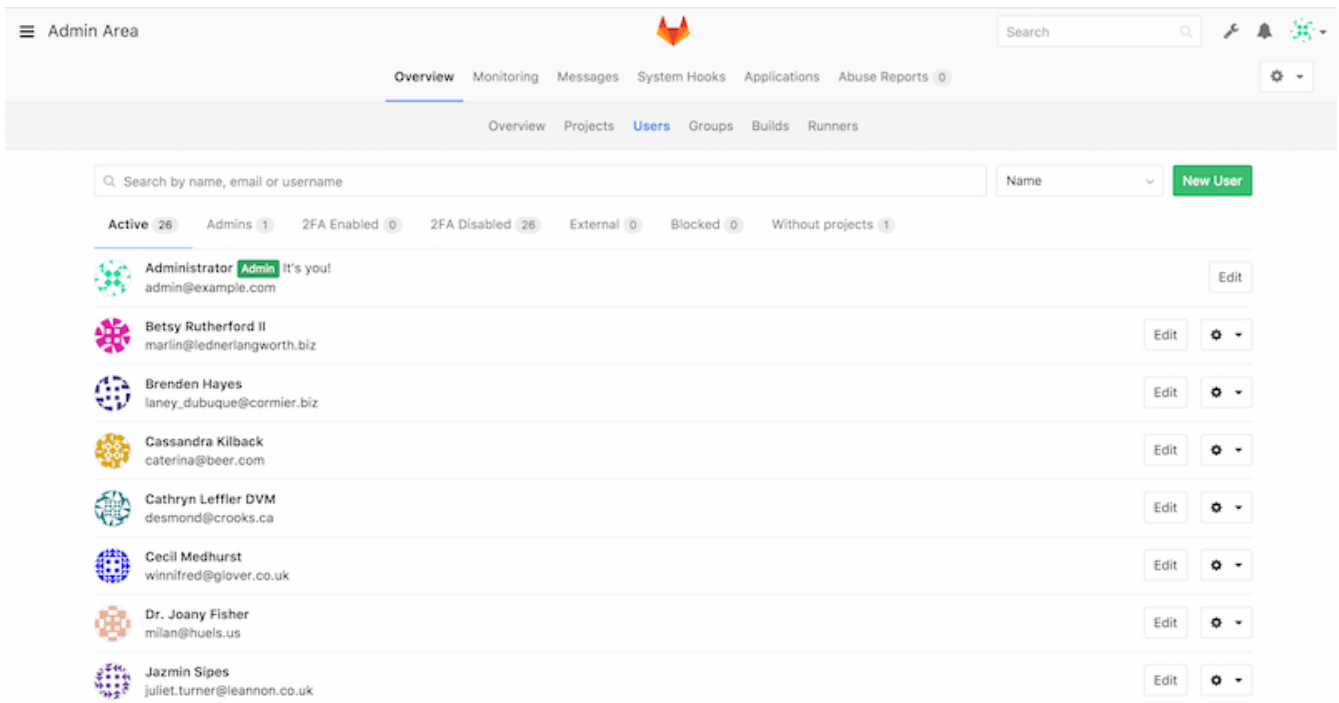 Admin Area
Search
Overview Monitoring Messages System Hooks Applications Abuse Reports 0
Overview Projects Users Groups Builds Runners
Search by name, email or username
Name
New User
Active 26 Admins 1 2FA Enabled 0 2FA Disabled 26 External 0 Blocked 0 Without projects 1
Administrator Admin It's you!
admin@example.com
Edit
Betsy Rutherford II
marlin@lednerlangworth.biz
Edit
Brenden Hayes
laney_dubuque@cormier.biz
Edit
Cassandra Kilback
caterina@beer.com
Edit
Cathryn Leffler DVM
desmond@crooks.ca
Edit
Cecil Medhurst
winnifred@glover.co.uk
Edit
Dr. Joany Fisher
milan@huels.us
Edit
Jazmin Sipes
juliet.turner@leannon.co.uk
Edit